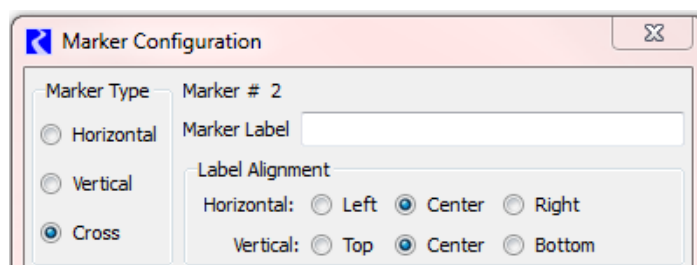 Marker Configuration
Marker Type
Horizontal
Vertical
Cross
Marker # 2
Marker Label
Label Alignment
Horizontal: Left Center Right
Vertical: Top Center Bottom